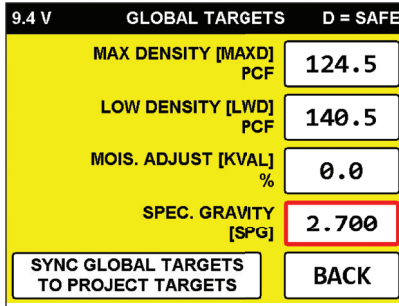 9.4 V GLOBAL TARGETS D = SAFE
MAX DENSITY [MAXD]
PCF
124.5
LOW DENSITY [LWD]
PCF
140.5
MOIS. ADJUST [KVAL]
%
0.0
SPEC. GRAVITY
[SPG]
2.700
SYNC GLOBAL TARGETS
TO PROJECT TARGETS
BACK